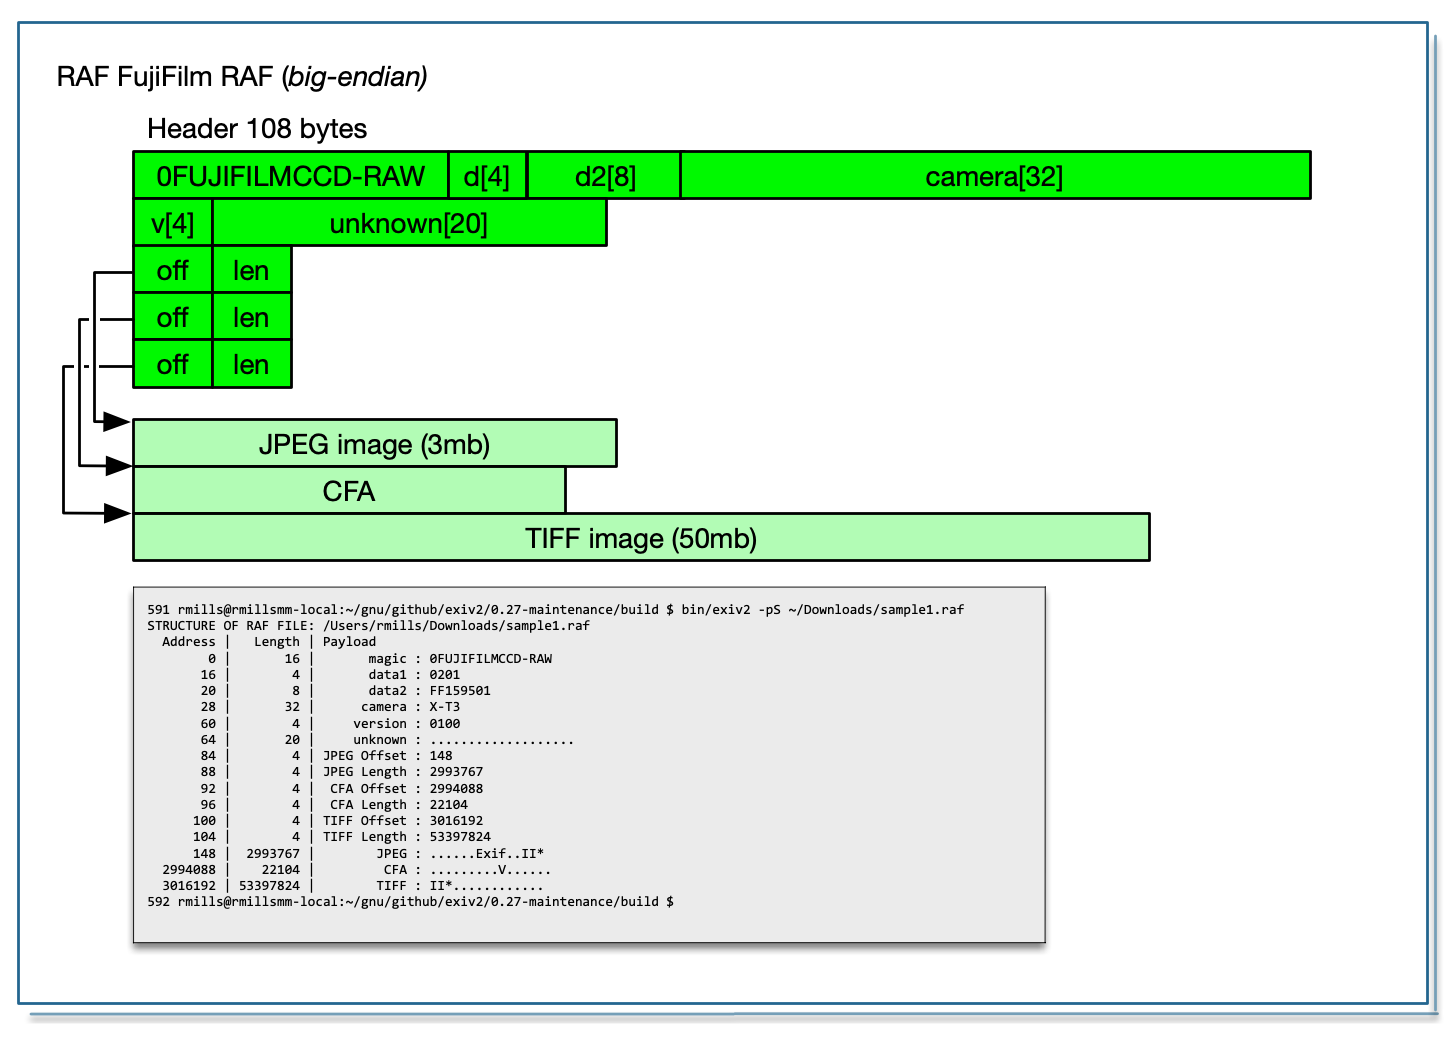 RAF FujiFilm RAF (big-endian)
Header 108 bytes
0FUJIFILMCCD-RAW d[4] d2[8] camera[32]
v[4] unknown[20]
off len
off len
off len
JPEG image (3mb)
CFA
TIFF image (50mb)
591 rmills@rmillsmm-local:~/gnu/github/exiv2/0.27-maintenance/build $ bin/exiv2 -pS ~/Downloads/sample1.raf
STRUCTURE OF RAF FILE: /Users/rmills/Downloads/sample1.raf
Address | Length | Payload
0 | 16 | magic : 0FUJIFILMCCD-RAW
16 | 4 | data1 : 0201
20 | 8 | data2 : FF159501
28 | 32 | camera : X-T3
60 | 4 | version : 0100
64 | 20 | unknown : ...................
84 | 4 | JPEG Offset : 148
88 | 4 | JPEG Length : 2993767
92 | 4 | CFA Offset : 2994088
96 | 4 | CFA Length : 22104
100 | 4 | TIFF Offset : 3016192
104 | 4 | TIFF Length : 53397824
148 | 2993767 | JPEG : ......Exif..II*
2994088 | 22104 | CFA : .........V......
3016192 | 53397824 | TIFF : II*............
592 rmills@rmillsmm-local:~/gnu/github/exiv2/0.27-maintenance/build $